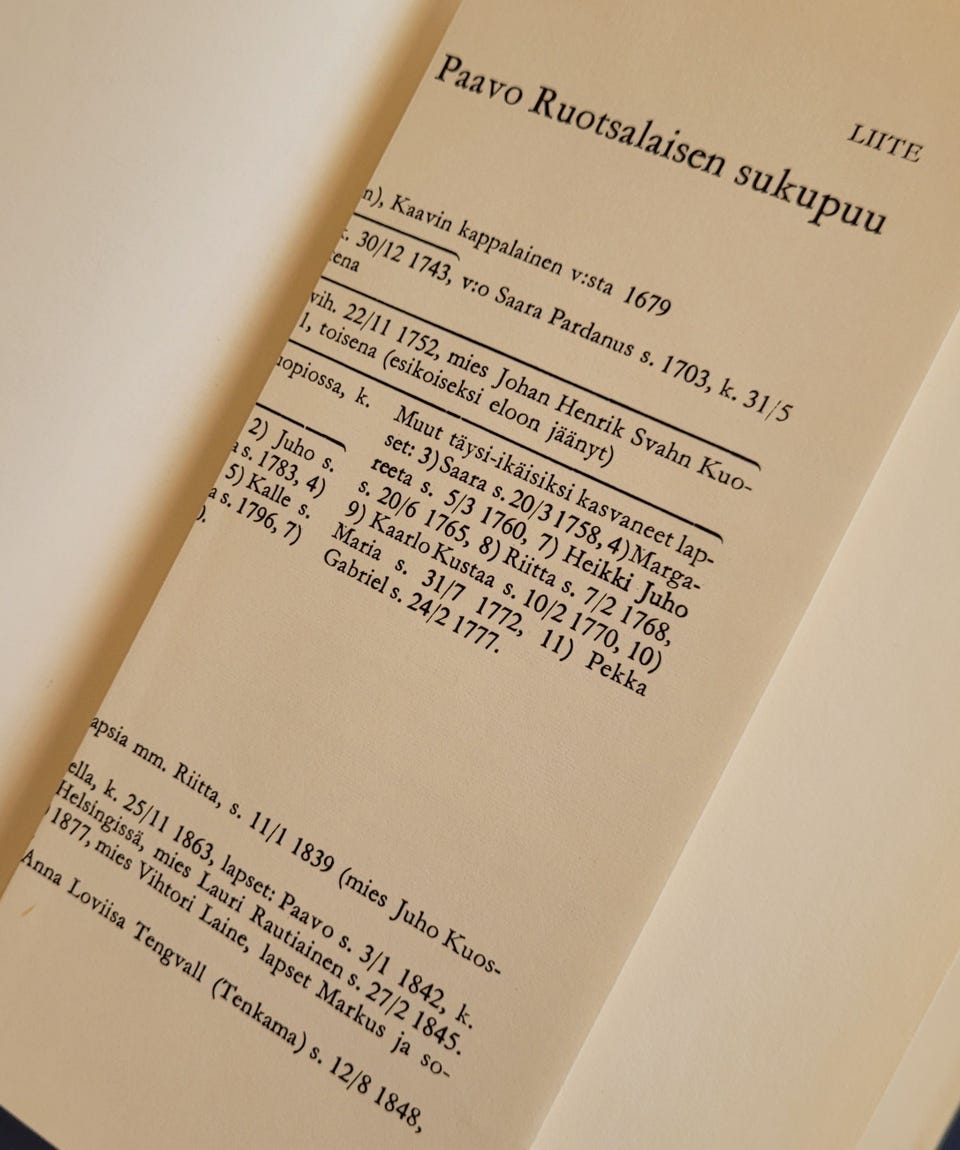 LIITE
Paavo Ruotsalaisen sukupuu
n), Kaavin kappalainen v:sta 1679
k. 30/12 1743, v:o Saara Pardanus s. 1703, k. 31/5
ena
vih. 22/11 1752, mies Johan Henrik Svahn Kuo-
l, toisena (esikoiseksi eloon jäänyt)
uopiossa, k.
2) Juho s.
a s. 1783, 4)
5) Kalle s.
a s. 1796, 7)
).
Muut täysi-ikäisiksi kasvaneet lap-
set: 3) Saara s. 20/3 1758, 4) Marga-
reeta s. 5/3 1760, 7) Heikki Juho
s. 20/6 1765, 8) Riitta s. 7/2 1768,
9) Kaarlo Kustaa s. 10/2 1770, 10)
Maria s. 31/7 1772, 11) Pekka
Gabriel s. 24/2 1777.
apsia mm. Riitta, s. 11/1 1839 (mies Juho Kuos-
ella, k. 25/11 1863, lapset: Paavo s. 3/1 1842, k.
Helsingissä, mies Lauri Rautiainen s. 27/2 1845.
) 1877, mies Vihtori Laine, lapset Markus ja so-
Anna Loviisa Tengvall (Tenkama) s. 12/8 1848,